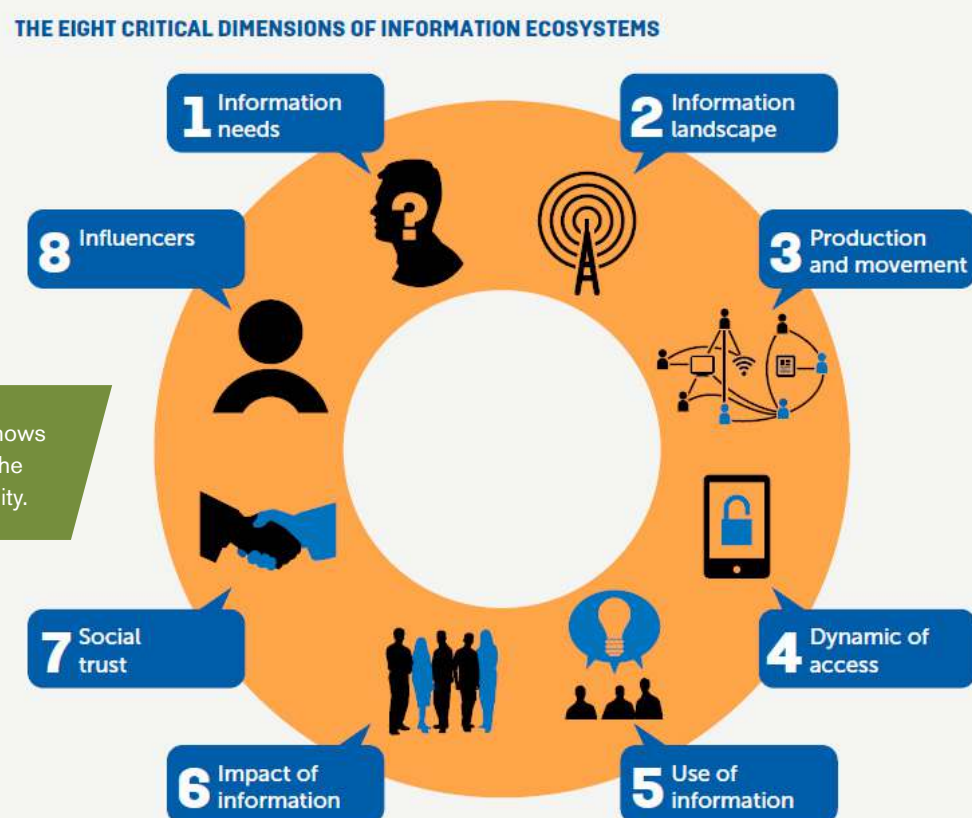 THE EIGHT CRITICAL DIMENSIONS OF INFORMATION ECOSYSTEMS
1 Information
needs
2 Information
landscape
3 Production
and movement
4 Dynamic of
access
5 Use of
information
6 Impact of
information
7 Social
trust
8 Influencers
?
ity.